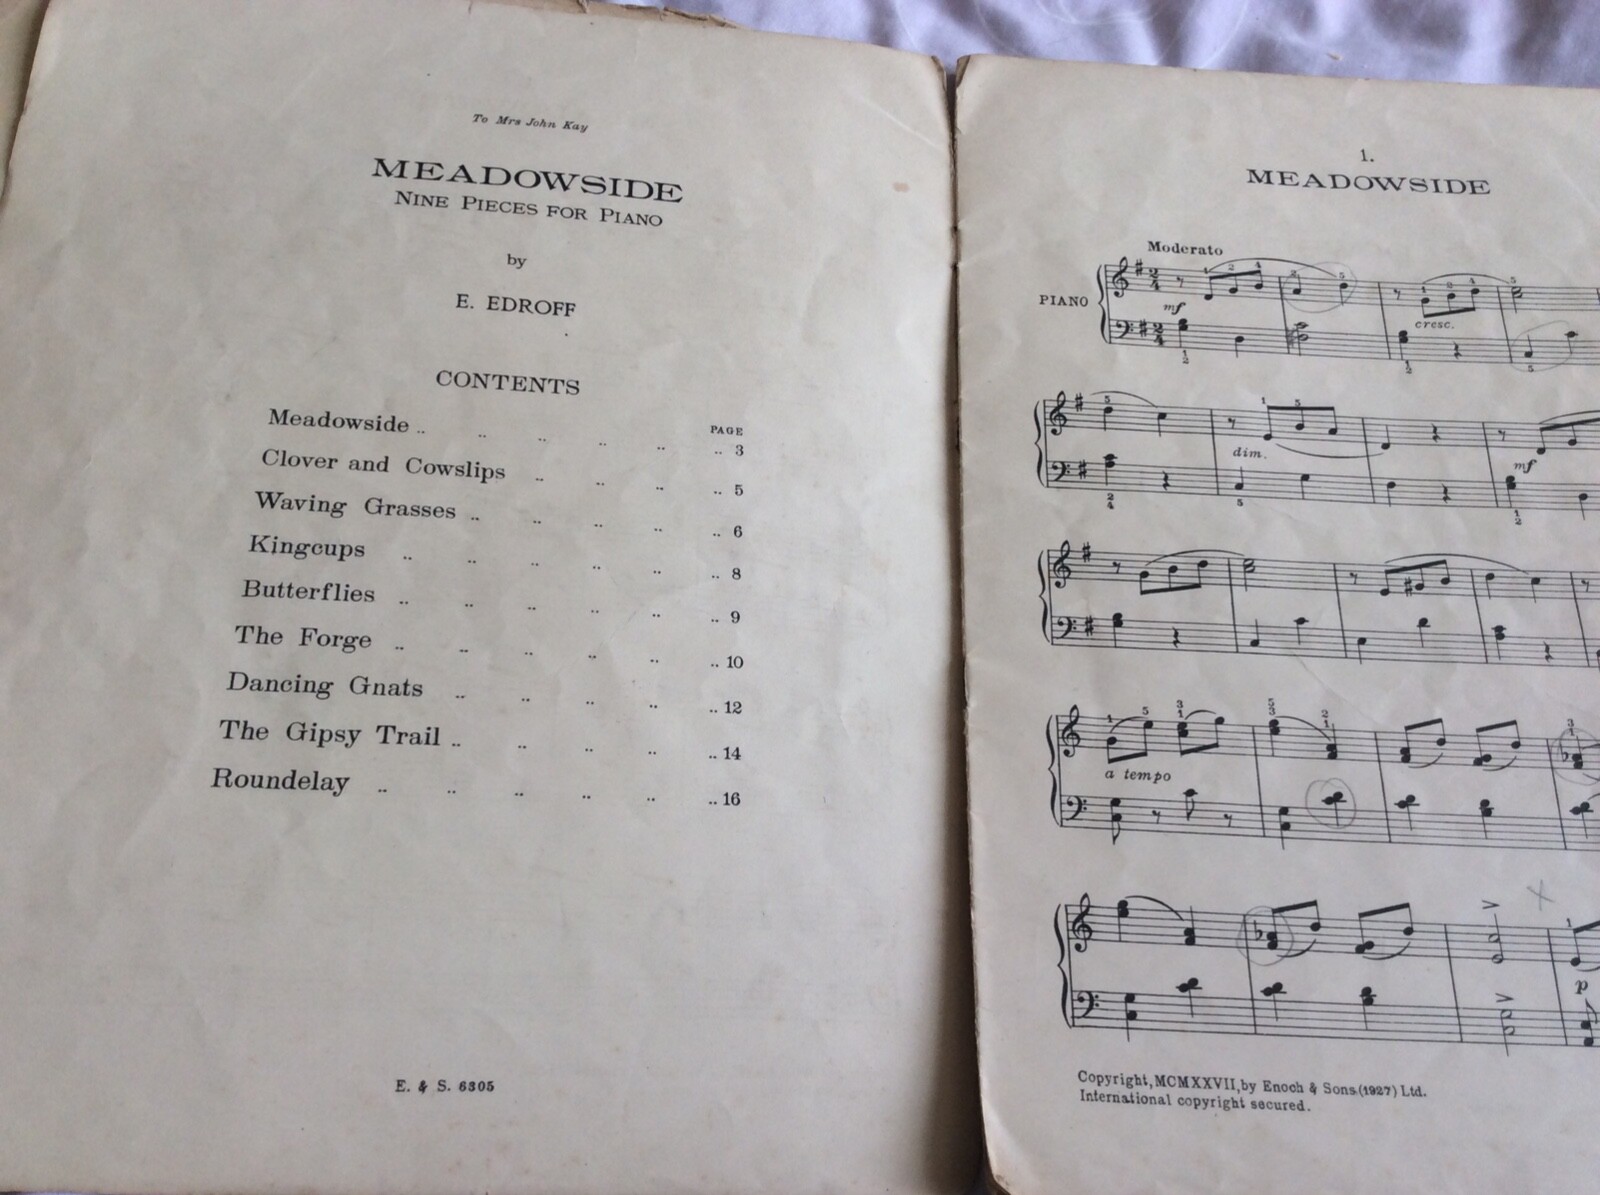 To Mrs John Kay
MEADOWSIDE
NINE PIECES FOR PIANO
by
E. EDROFF
CONTENTS
PAGE
Meadowside .. .. .. .. .. .. 3
Clover and Cowslips .. .. .. .. 5
Waving Grasses .. .. .. .. .. 6
Kingcups .. .. .. .. .. .. 8
Butterflies .. .. .. .. .. .. 9
The Forge .. .. .. .. .. .. 10
Dancing Gnats .. .. .. .. .. 12
The Gipsy Trail .. .. .. .. .. 14
Roundelay .. .. .. .. .. .. 16
E. & S. 6305
1.
MEADOWSIDE
Moderato
PIANO
mf
cresc.
dim.
mf
a tempo
p
Copyright, MCMXXVII, by Enoch & Sons (1927) Ltd.
International copyright secured.